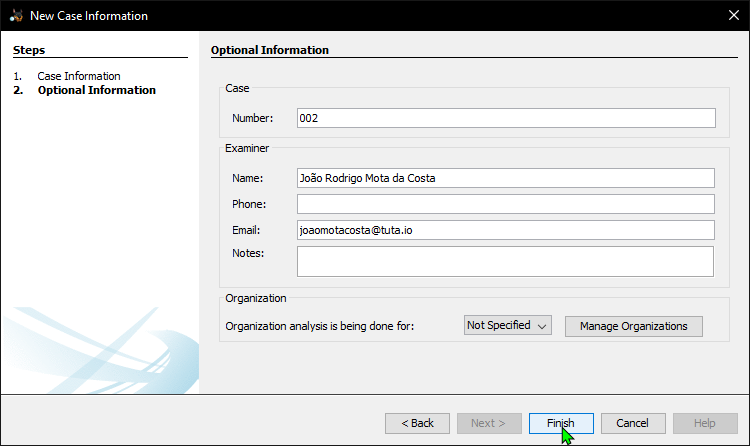 New Case Information
Steps
1. Case Information
2. Optional Information
Optional Information
Case
Number: 002
Examiner
Name: João Rodrigo Mota da Costa
Phone:
Email: joaomotacosta@tuta.io
Notes:
Organization
Organization analysis is being done for: Not Specified Manage Organizations
< Back Next > Finish Cancel Help